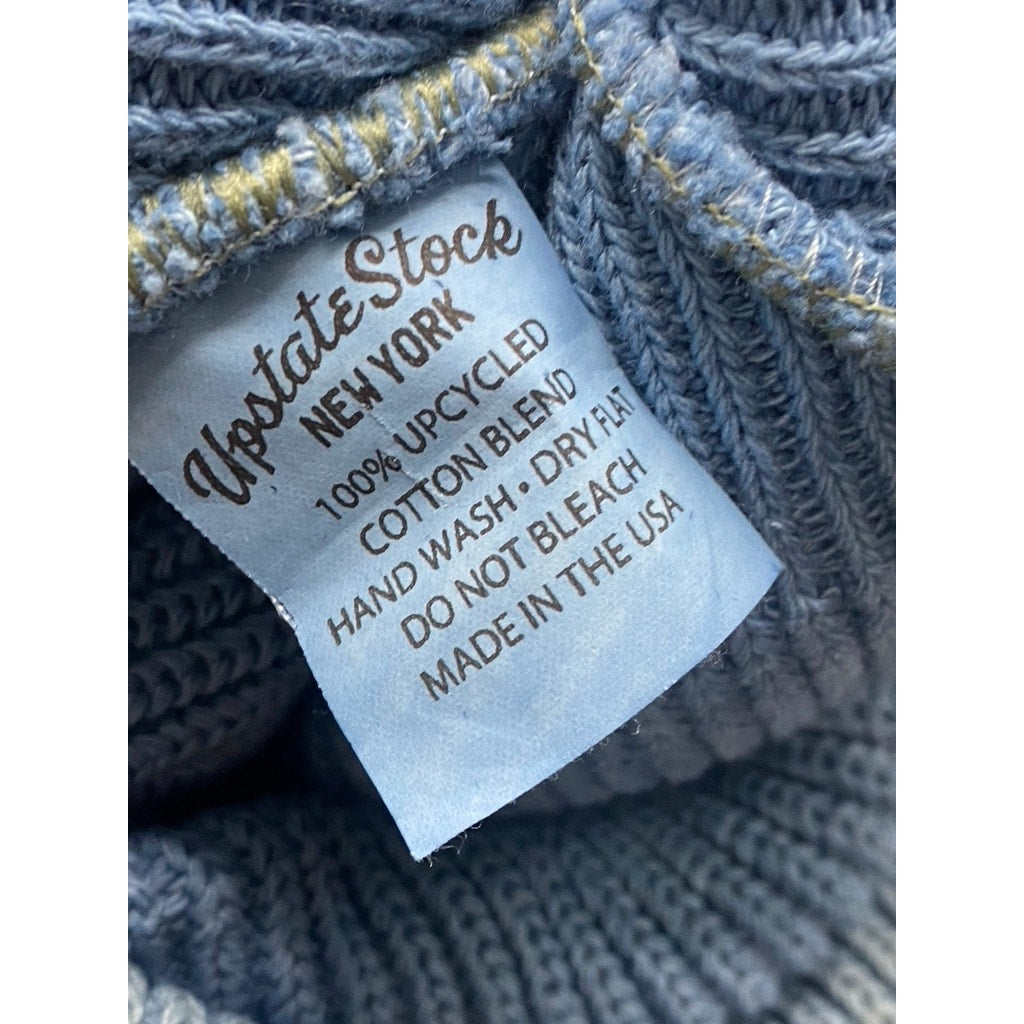 Upstate Stock
NEW YORK
100% UPCYCLED
COTTON BLEND
HAND WASH • DRY FLAT
DO NOT BLEACH
MADE IN THE USA